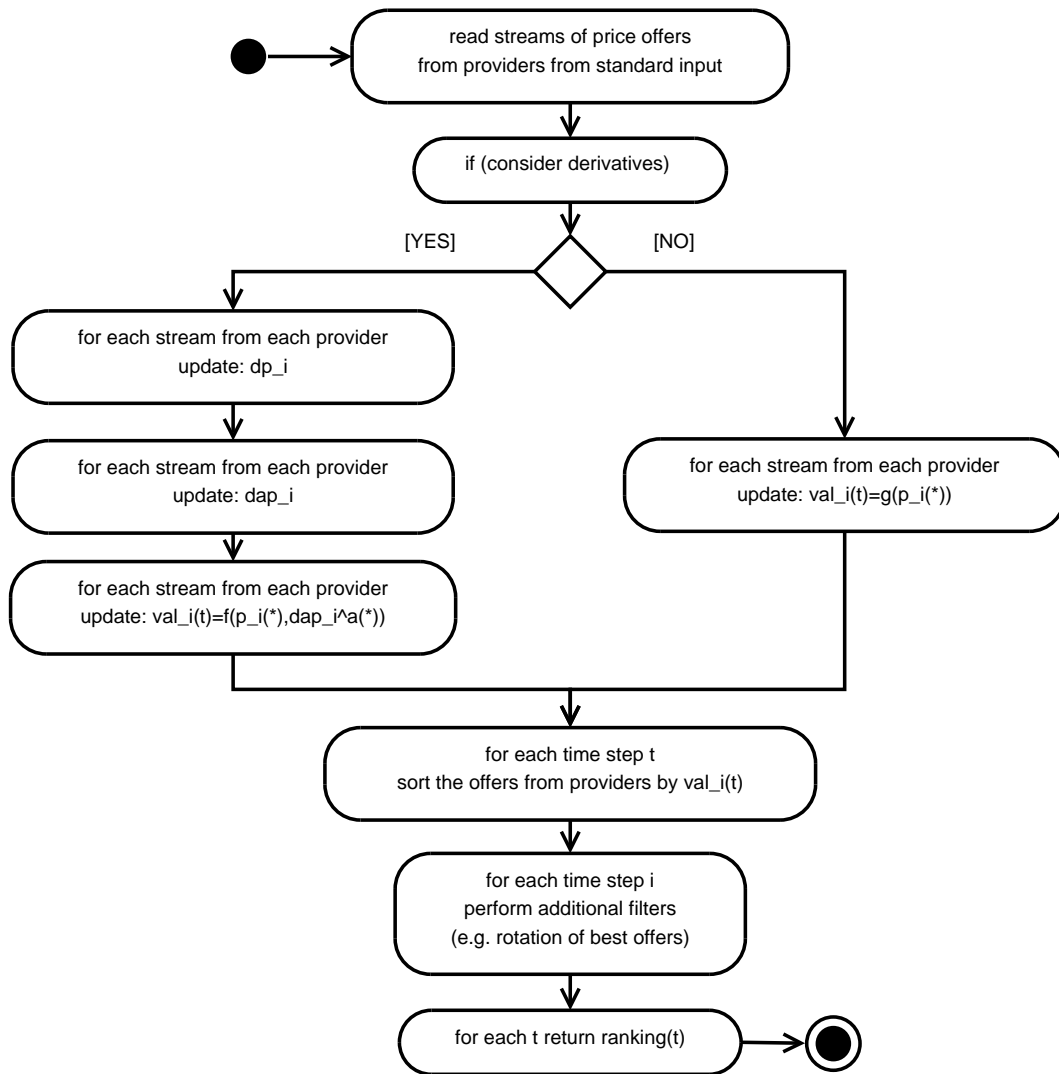 read streams of price offers
from providers from standard input
if (consider derivatives)
[YES]
[NO]
for each stream from each provider
update: dp_i
for each stream from each provider
update: dap_i
for each stream from each provider
update: val_i(t)=g(p_i(*))
for each stream from each provider
update: val_i(t)=f(p_i(*),dap_i^a(*))
for each time step t
sort the offers from providers by val_i(t)
for each time step i
perform additional filters
(e.g. rotation of best offers)
for each t return ranking(t)